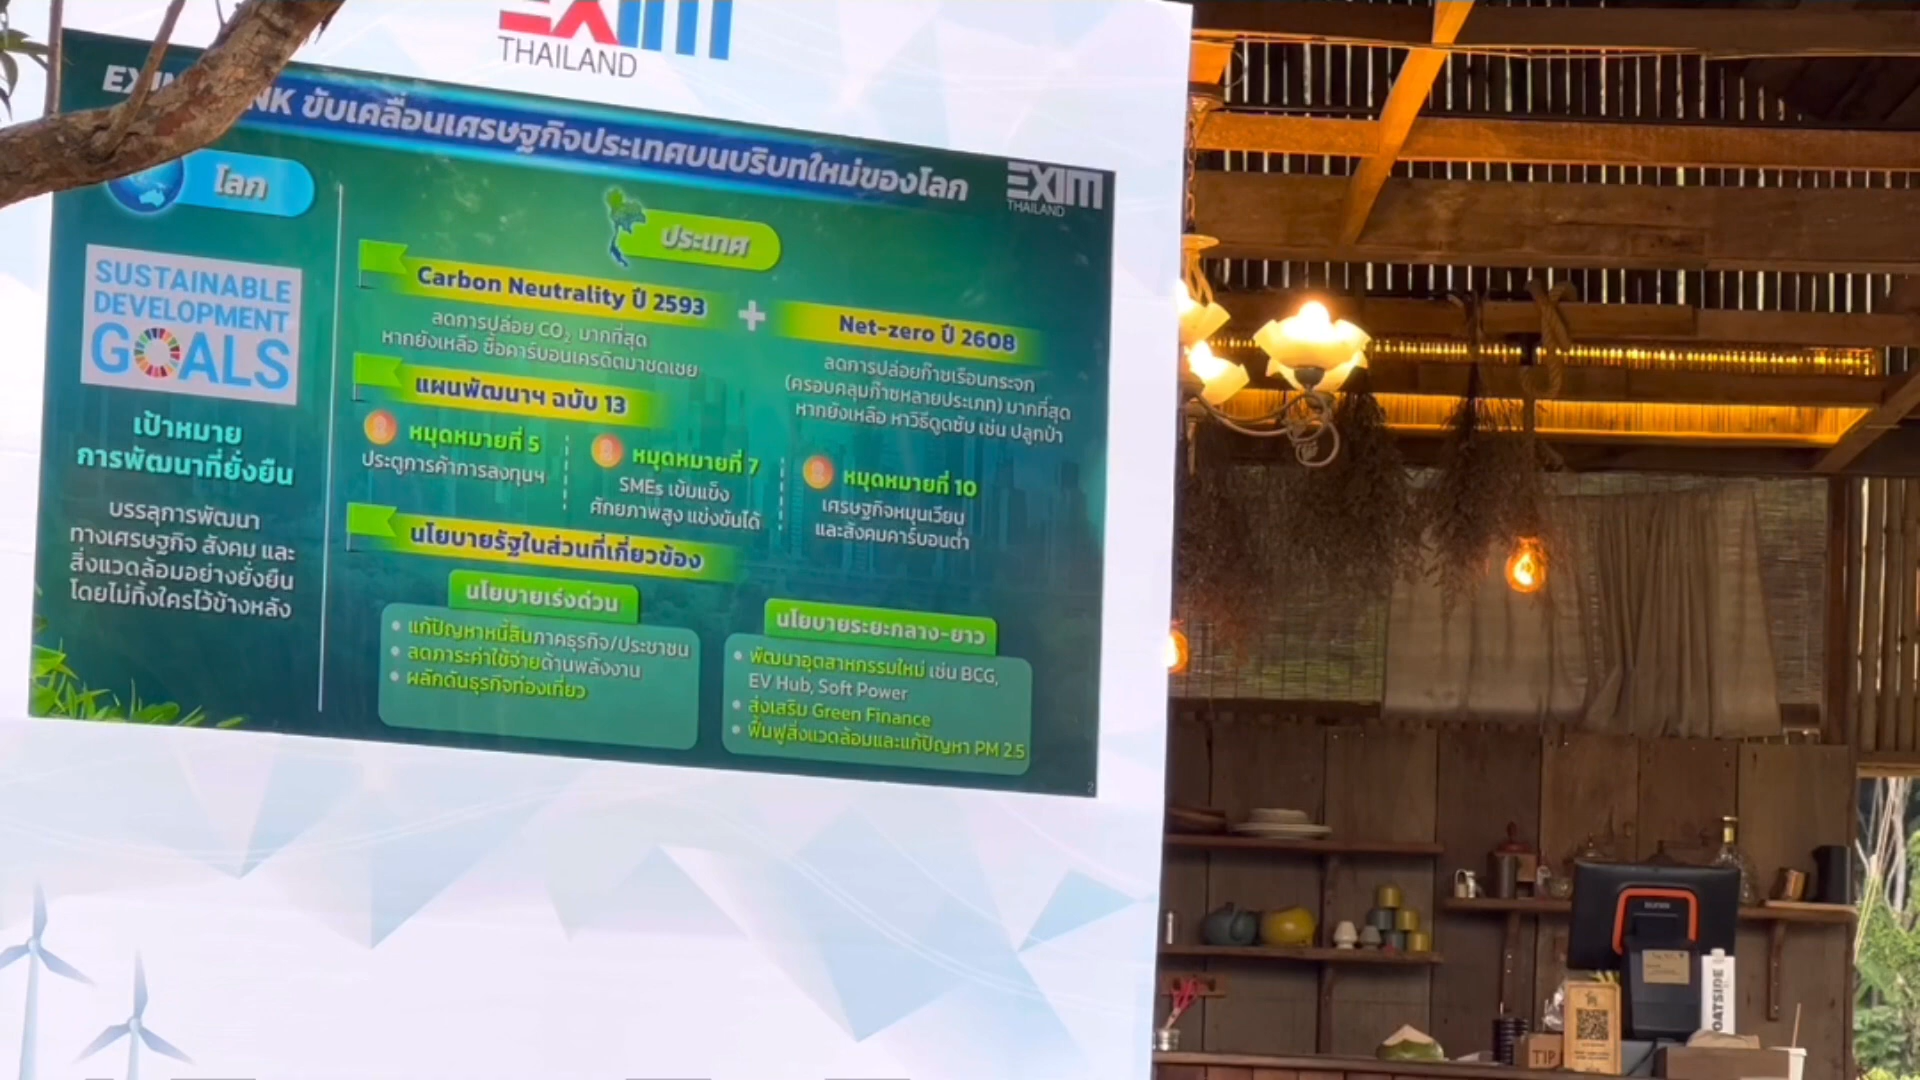 EXIM
THAILAND
ขับเคลื่อนเศรษฐกิจประเทศบนบริบทใหม่ของโลก
EXIM
THAILAND
โลก
SUSTAINABLE
DEVELOPMENT
GOALS
เป้าหมาย
การพัฒนาที่ยั่งยืน
บรรลุการพัฒนา
ทางเศรษฐกิจ สังคม และ
สิ่งแวดล้อมอย่างยั่งยืน
โดยไม่ทิ้งใครไว้ข้างหลัง
ประเทศ
Carbon Neutrality ปี 2593
ลดการปล่อย CO₂ มากที่สุด
หากยังเหลือ ซื้อคาร์บอนเครดิตมาชดเชย
+
Net-zero ปี 2608
ลดการปล่อยก๊าซเรือนกระจก
(ครอบคลุมก๊าซหลายประเภท) มากที่สุด
หากยังเหลือ หาวิธีดูดซับ เช่น ปลูกป่า
แผนพัฒนาฯ ฉบับ 13
หมุดหมายที่ 5
ประตูการค้าการลงทุนฯ
หมุดหมายที่ 7
SMEs เข้มแข็ง
ศักยภาพสูง แข่งขันได้
หมุดหมายที่ 10
เศรษฐกิจหมุนเวียน
และสังคมคาร์บอนต่ำ
นโยบายรัฐในส่วนที่เกี่ยวข้อง
นโยบายเร่งด่วน
• แก้ปัญหาหนี้สินภาคธุรกิจ/ประชาชน
• ลดภาระค่าใช้จ่ายด้านพลังงาน
• ผลักดันธุรกิจท่องเที่ยว
นโยบายระยะกลาง-ยาว
• พัฒนาอุตสาหกรรมใหม่ เช่น BCG,
EV Hub, Soft Power
• ส่งเสริม Green Finance
• ฟื้นฟูสิ่งแวดล้อมและแก้ปัญหา PM 2.5
2
OATSIDE
TIP